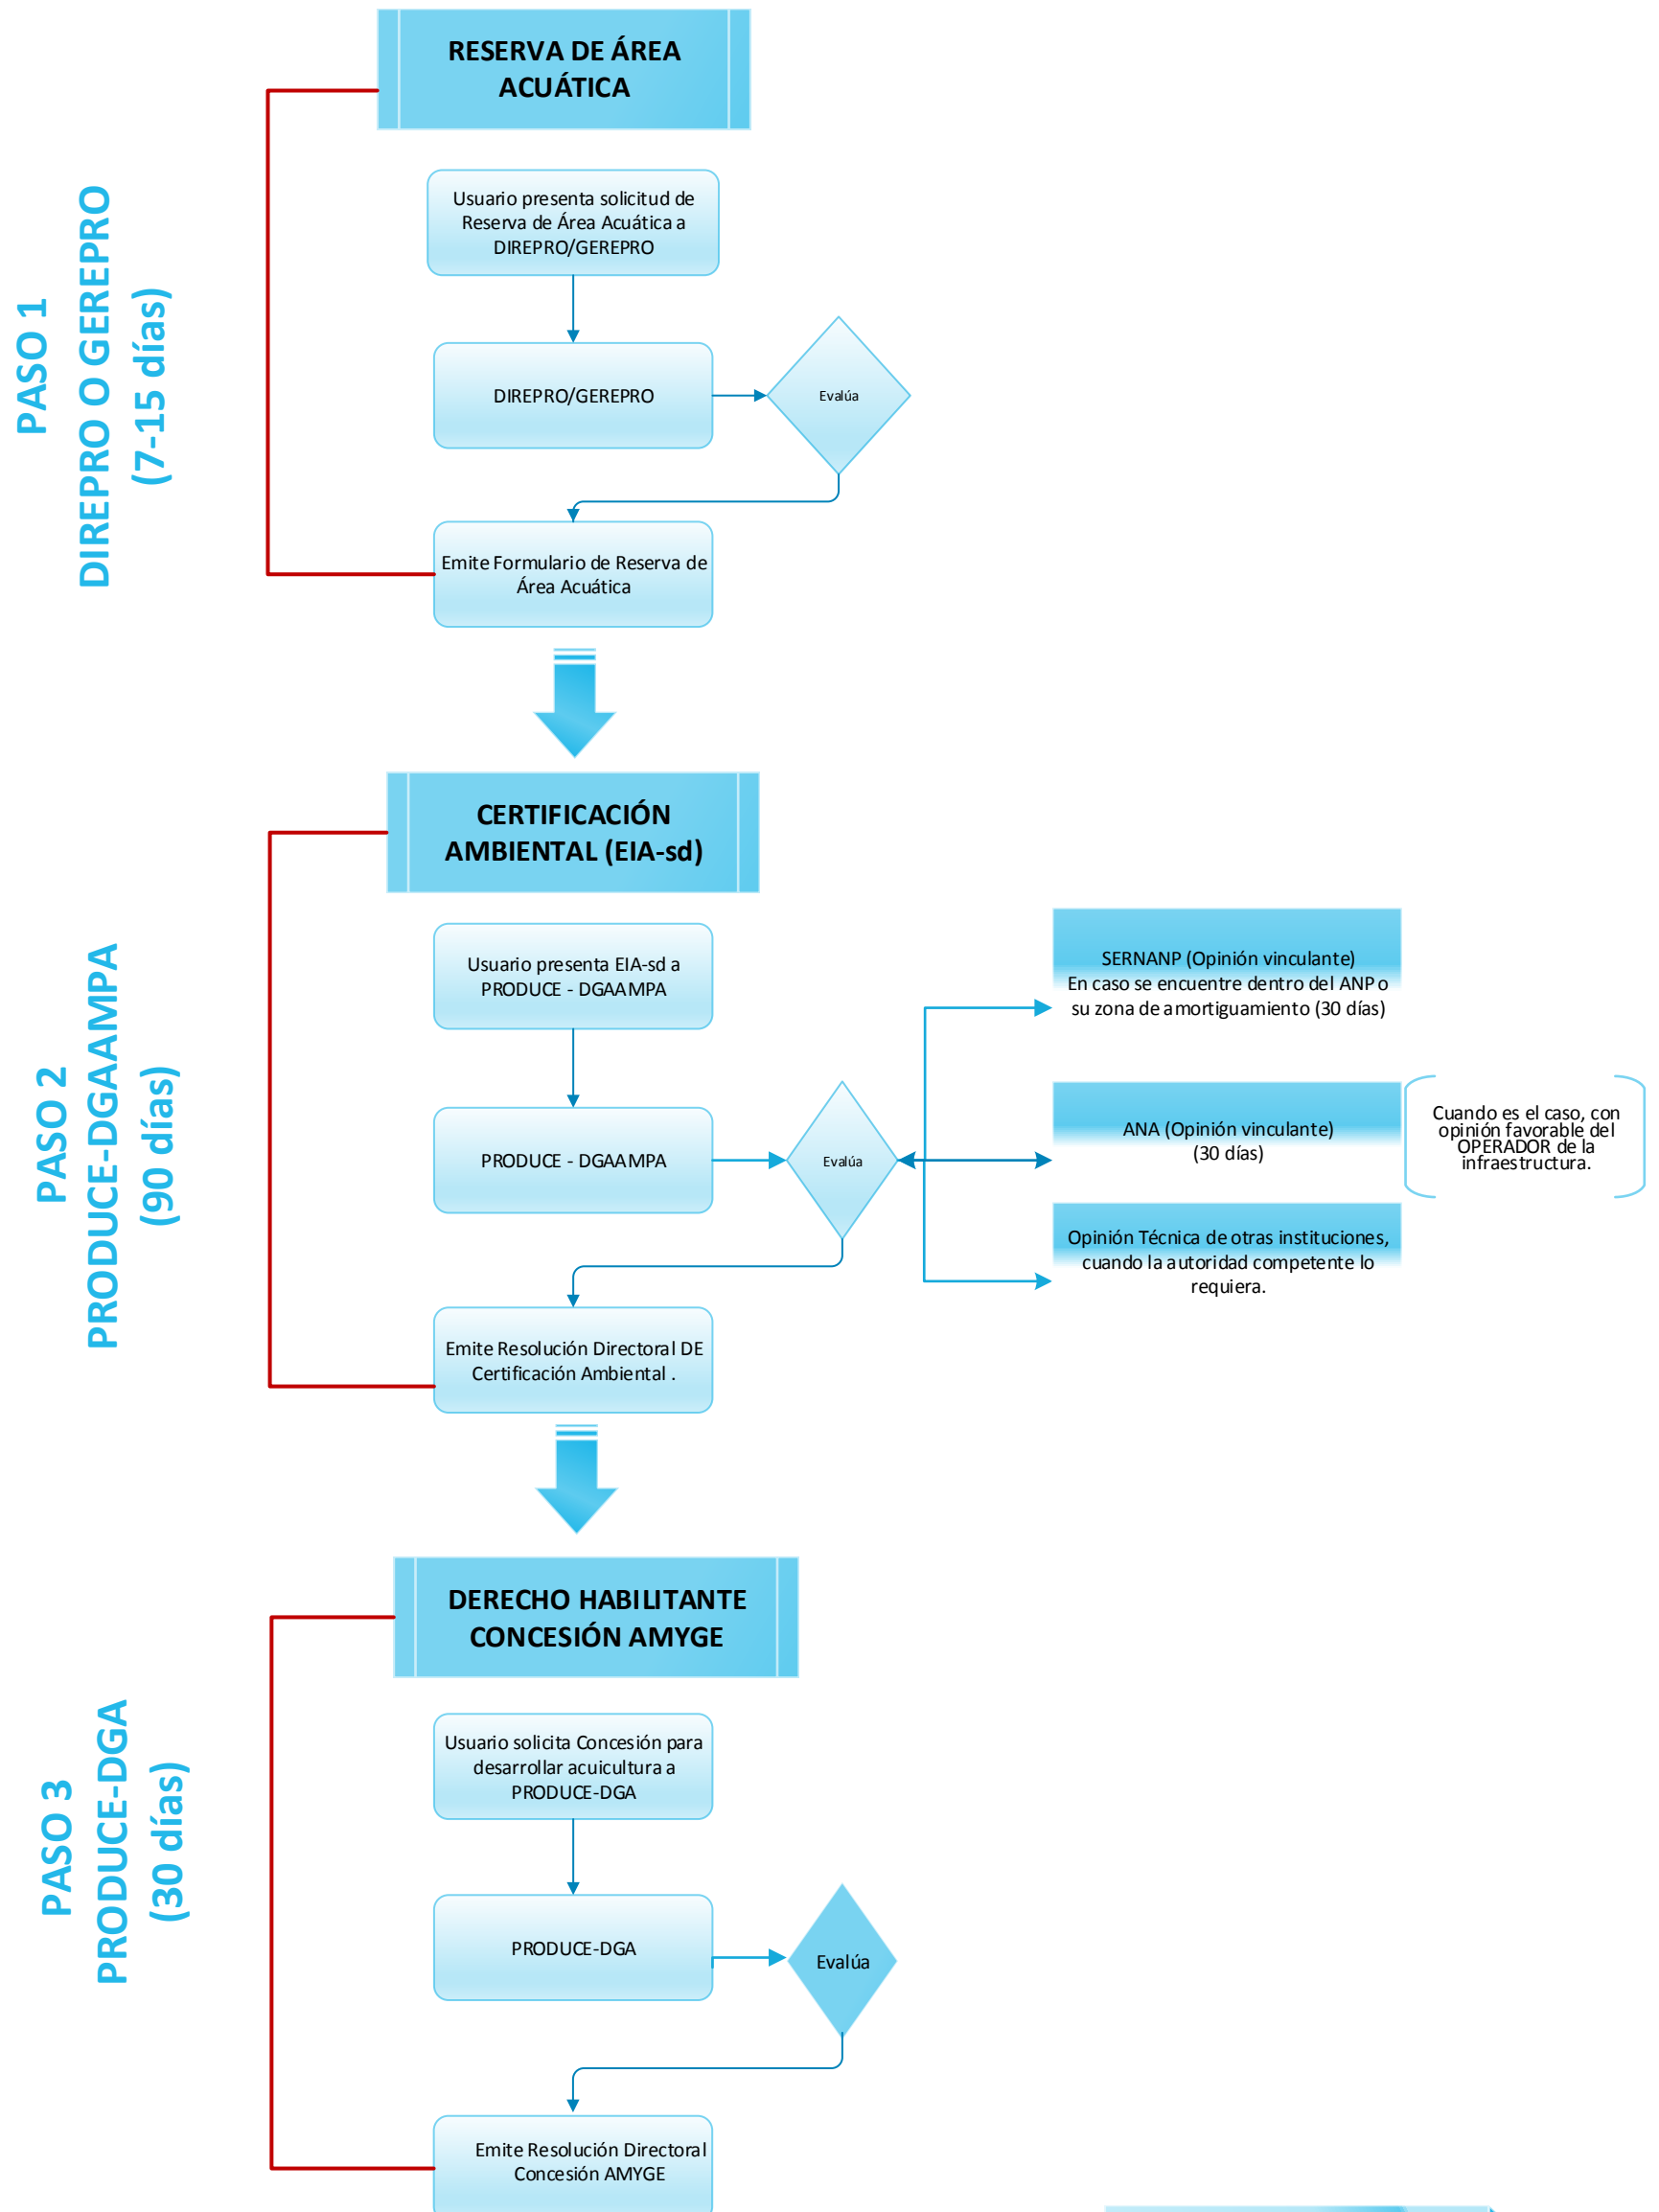 PASO 1
DIREPRO O GEREPRO
(7-15 días)
RESERVA DE ÁREA
ACUÁTICA
Usuario presenta solicitud de
Reserva de Área Acuática a
DIREPRO/GEREPRO
DIREPRO/GEREPRO
Evalúa
Emite Formulario de Reserva de
Área Acuática
PASO 2
PRODUCE-DGAAMPA
(90 días)
CERTIFICACIÓN
AMBIENTAL (EIA-sd)
Usuario presenta EIA-sd a
PRODUCE - DGAAMPA
PRODUCE - DGAAMPA
Evalúa
SERNANP (Opinión vinculante)
En caso se encuentre dentro del ANP o
su zona de amortiguamiento (30 días)
ANA (Opinión vinculante)
(30 días)
Cuando es el caso, con
opinión favorable del
OPERADOR de la
infraestructura.
Opinión Técnica de otras instituciones,
cuando la autoridad competente lo
requiera.
Emite Resolución Directoral DE
Certificación Ambiental .
PASO 3
PRODUCE-DGA
(30 días)
DERECHO HABILITANTE
CONCESIÓN AMYGE
Usuario solicita Concesión para
desarrollar acuicultura a
PRODUCE-DGA
PRODUCE-DGA
Evalúa
Emite Resolución Directoral
Concesión AMYGE